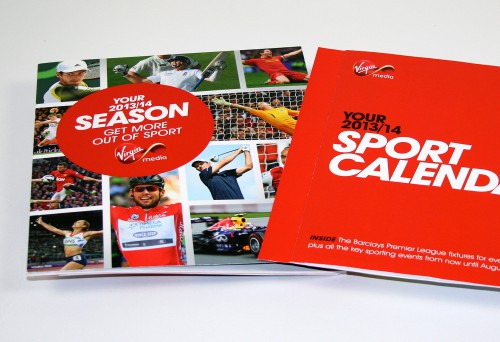 YOUR
2013/14
SEASON
GET MORE
OUT OF SPORT
Virgin media
Virgin media
YOUR
2013/14
SPORT
CALENDA
INSIDE The Barclays Premier League fixtures for eve
plus all the key sporting events from now until Augu